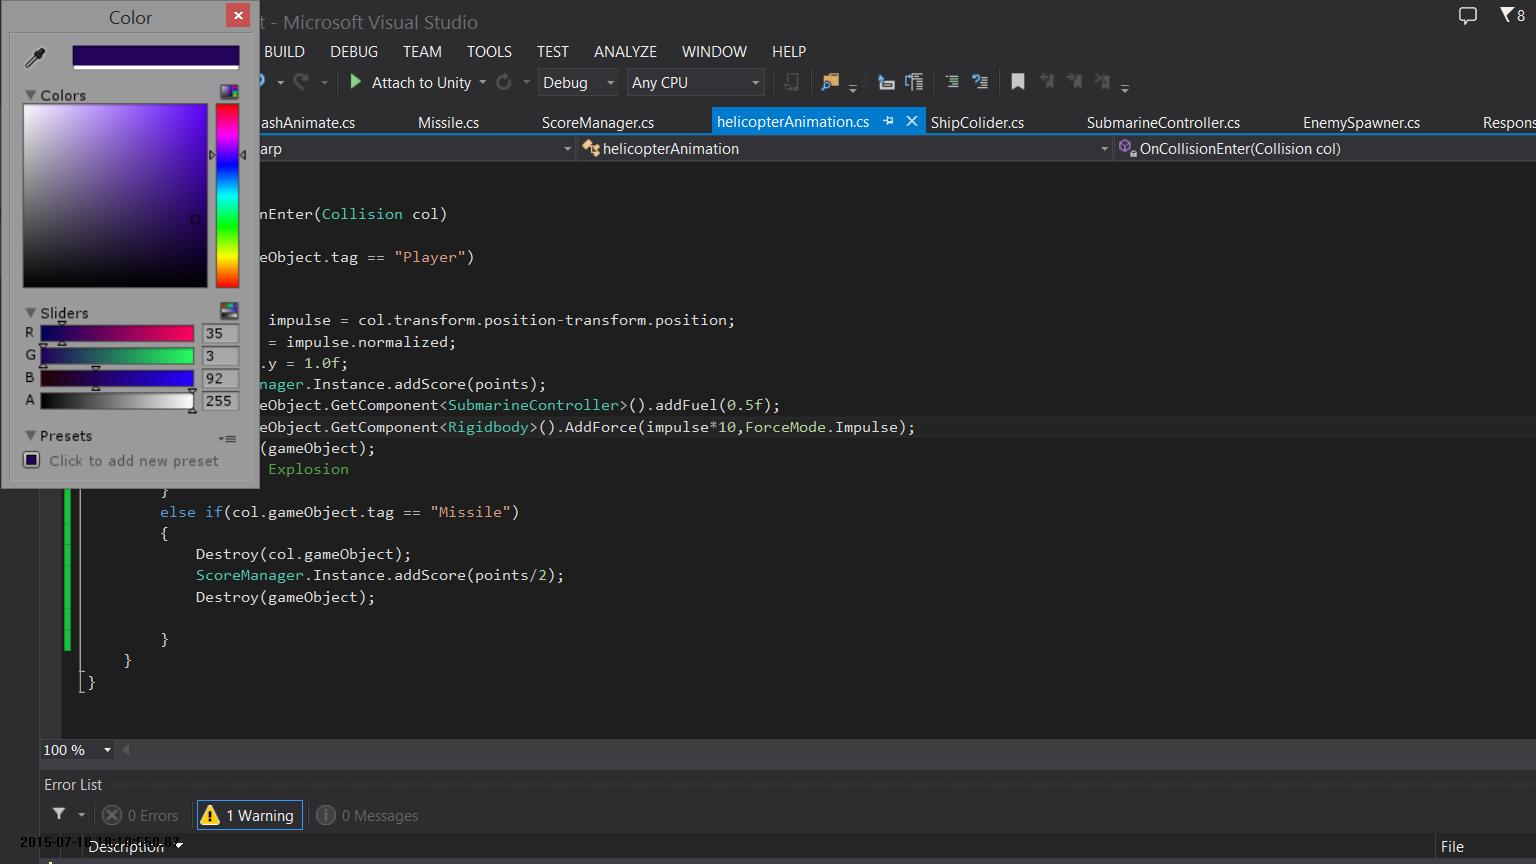 Color
t - Microsoft Visual Studio
8
BUILD DEBUG TEAM TOOLS TEST ANALYZE WINDOW HELP
Attach to Unity Debug Any CPU
Colors
ashAnimate.cs Missile.cs ScoreManager.cs helicopterAnimation.cs ShipColider.cs SubmarineController.cs EnemySpawner.cs Respons
arp helicopterAnimation OnCollisionEnter(Collision col)
nEnter(Collision col)
eObject.tag == "Player")
impulse = col.transform.position-transform.position;
= impulse.normalized;
.y = 1.0f;
nager.Instance.addScore(points);
eObject.GetComponent<SubmarineController>().addFuel(0.5f);
eObject.GetComponent<Rigidbody>().AddForce(impulse*10,ForceMode.Impulse);
(gameObject);
Explosion
Sliders
R 35
G 3
B 92
A 255
Presets
Click to add new preset
}
else if(col.gameObject.tag == "Missile")
{
Destroy(col.gameObject);
ScoreManager.Instance.addScore(points/2);
Destroy(gameObject);
}
}
}
100 %
Error List
0 Errors 1 Warning 0 Messages
Description File